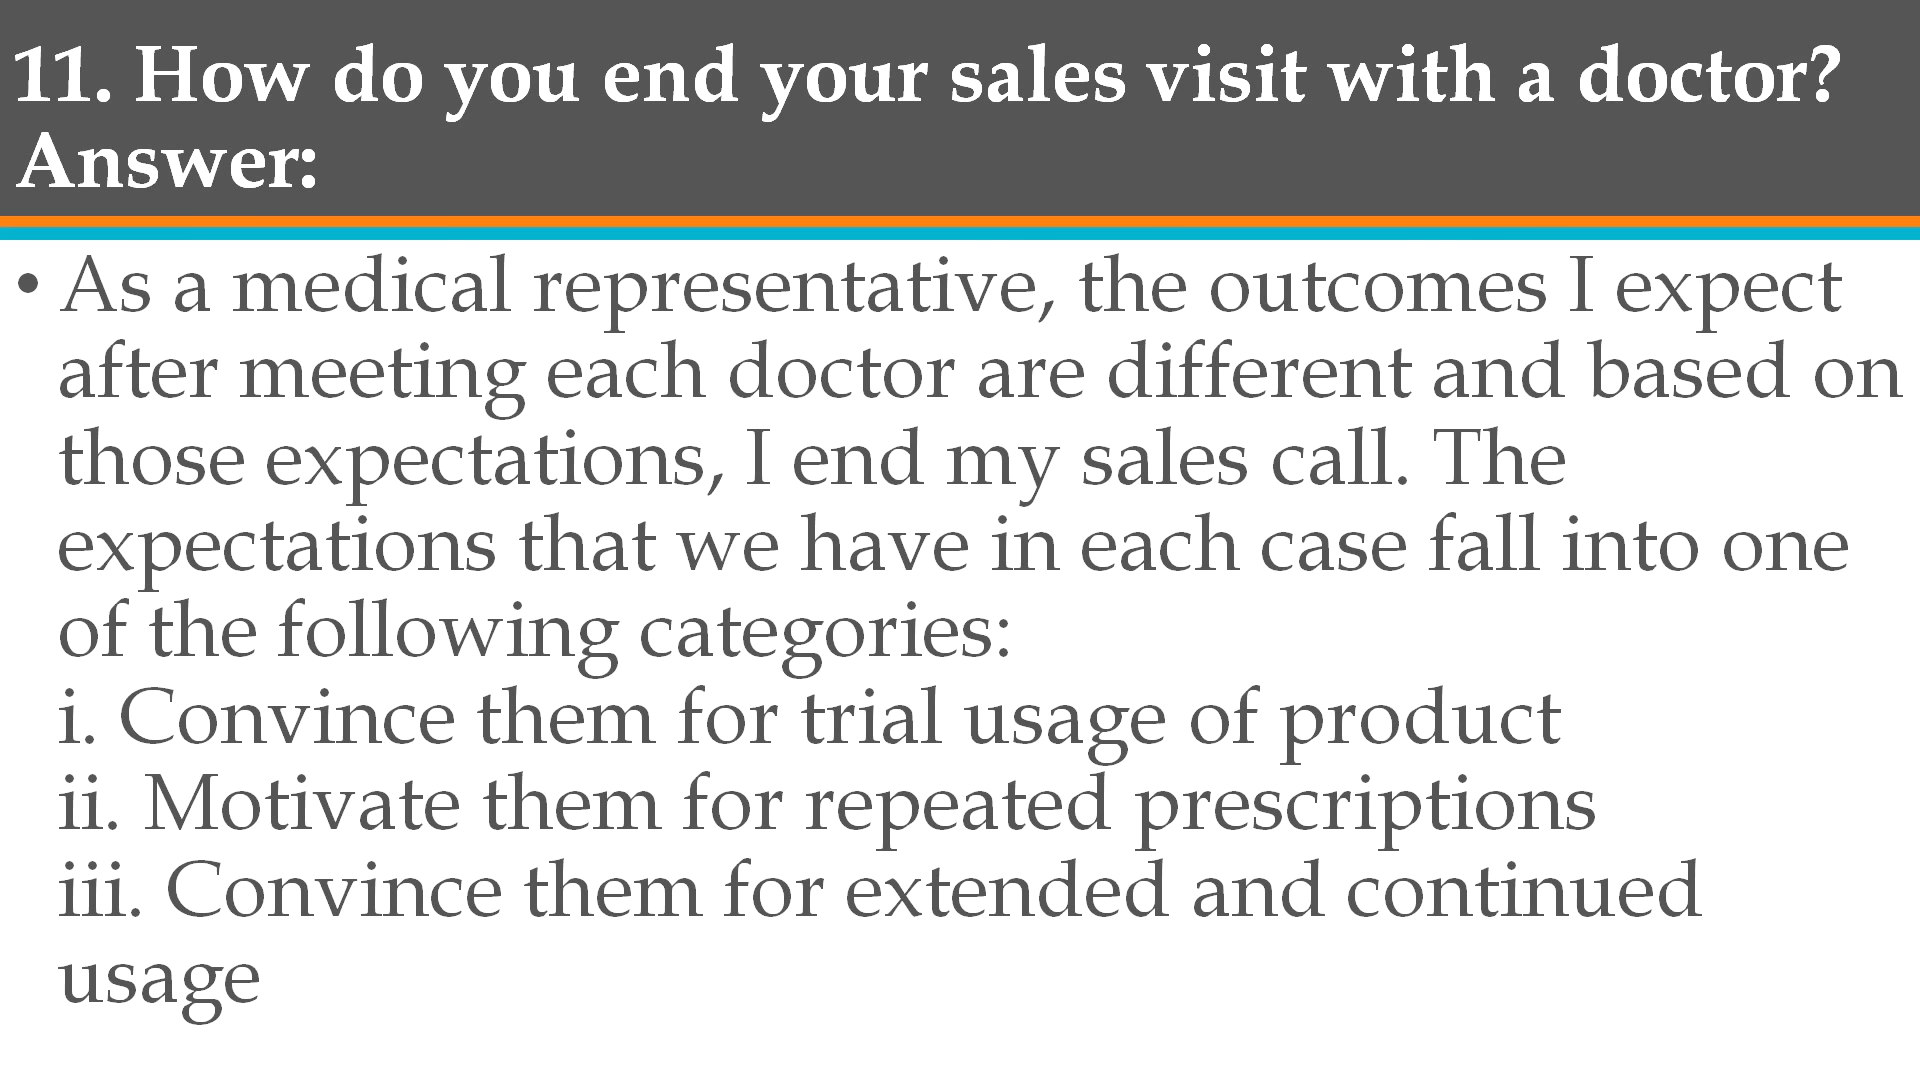 11. How do you end your sales visit with a doctor?
Answer:
• As a medical representative, the outcomes I expect
after meeting each doctor are different and based on
those expectations, I end my sales call. The
expectations that we have in each case fall into one
of the following categories:
i. Convince them for trial usage of product
ii. Motivate them for repeated prescriptions
iii. Convince them for extended and continued
usage